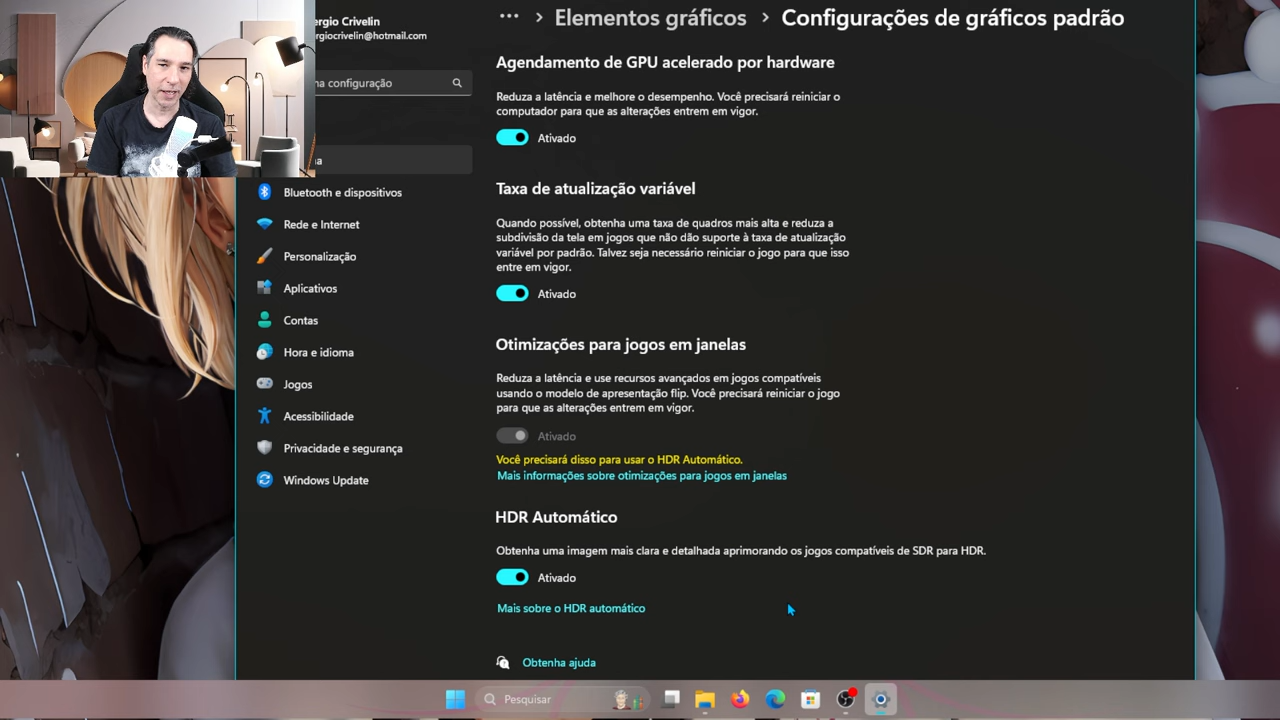 ergio Crivelin
rgiocrivelin@hotmail.com
na configuração
na
Bluetooth e dispositivos
Rede e Internet
Personalização
Aplicativos
Contas
Hora e idioma
Jogos
Acessibilidade
Privacidade e segurança
Windows Update
··· > Elementos gráficos > Configurações de gráficos padrão
Agendamento de GPU acelerado por hardware
Reduza a latência e melhore o desempenho. Você precisará reiniciar o
computador para que as alterações entrem em vigor.
Ativado
Taxa de atualização variável
Quando possível, obtenha uma taxa de quadros mais alta e reduza a
subdivisão da tela em jogos que não dão suporte à taxa de atualização
variável por padrão. Talvez seja necessário reiniciar o jogo para que isso
entre em vigor.
Ativado
Otimizações para jogos em janelas
Reduza a latência e use recursos avançados em jogos compatíveis
usando o modelo de apresentação flip. Você precisará reiniciar o jogo
para que as alterações entrem em vigor.
Ativado
Você precisará disso para usar o HDR Automático.
Mais informações sobre otimizações para jogos em janelas
HDR Automático
Obtenha uma imagem mais clara e detalhada aprimorando os jogos compatíveis de SDR para HDR.
Ativado
Mais sobre o HDR automático
Obtenha ajuda
Pesquisar